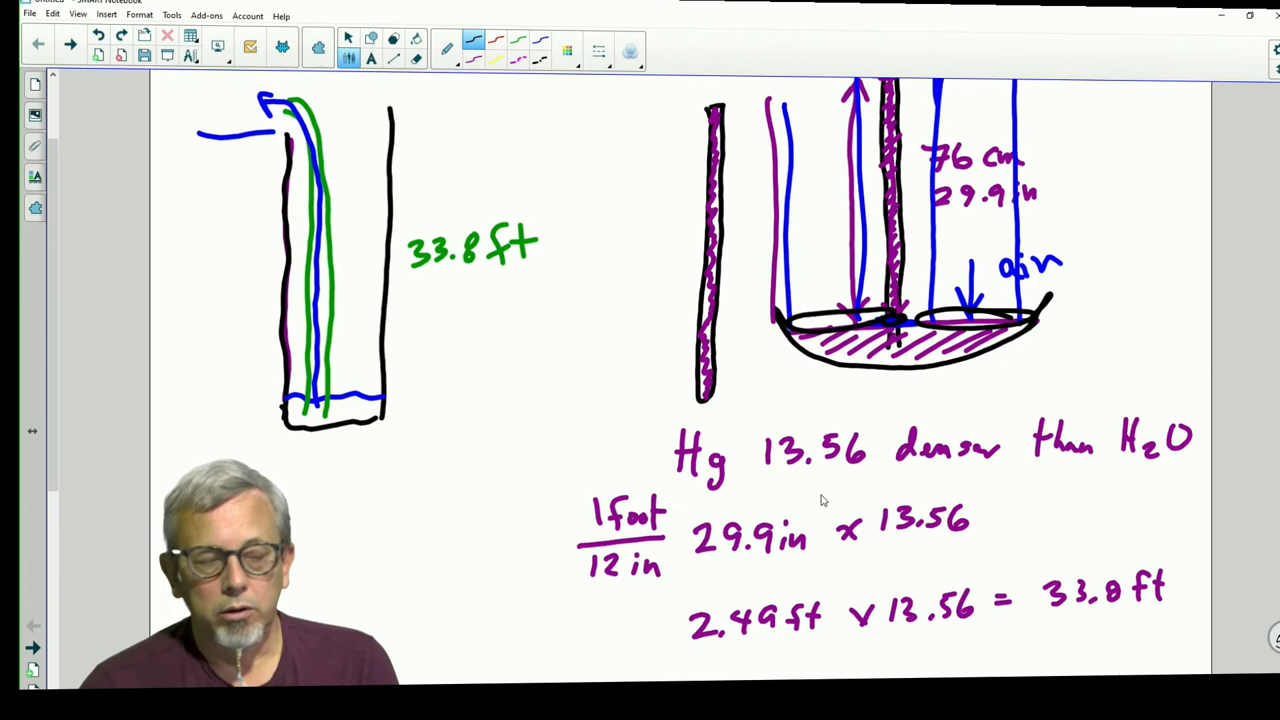 SMART Notebook
File Edit View Insert Format Tools Add-ons Account Help
33.8 ft
76 cm
29.9 in
air
Hg 13.56 denser than H2O
1 foot
12 in
29.9 in x 13.56
2.49 ft x 13.56 = 33.8 ft